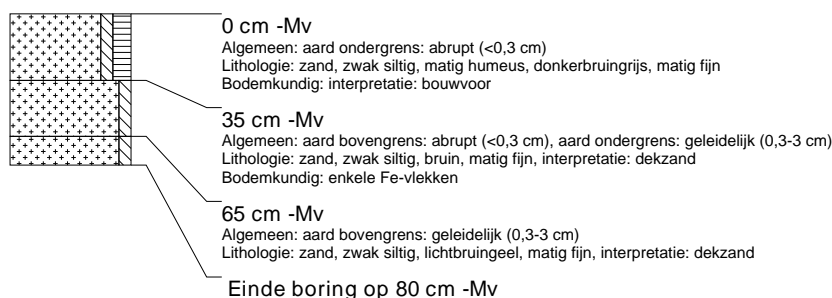 0 cm -Mv
Algemeen: aard ondergrens: abrupt (<0,3 cm)
Lithologie: zand, zwak siltig, matig humeus, donkerbruingrijs, matig fijn
Bodemkundig: interpretatie: bouwvoor
35 cm -Mv
Algemeen: aard bovengrens: abrupt (<0,3 cm), aard ondergrens: geleidelijk (0,3-3 cm)
Lithologie: zand, zwak siltig, bruin, matig fijn, interpretatie: dekzand
Bodemkundig: enkele Fe-vlekken
65 cm -Mv
Algemeen: aard bovengrens: geleidelijk (0,3-3 cm)
Lithologie: zand, zwak siltig, lichtbruingeel, matig fijn, interpretatie: dekzand
Einde boring op 80 cm -Mv